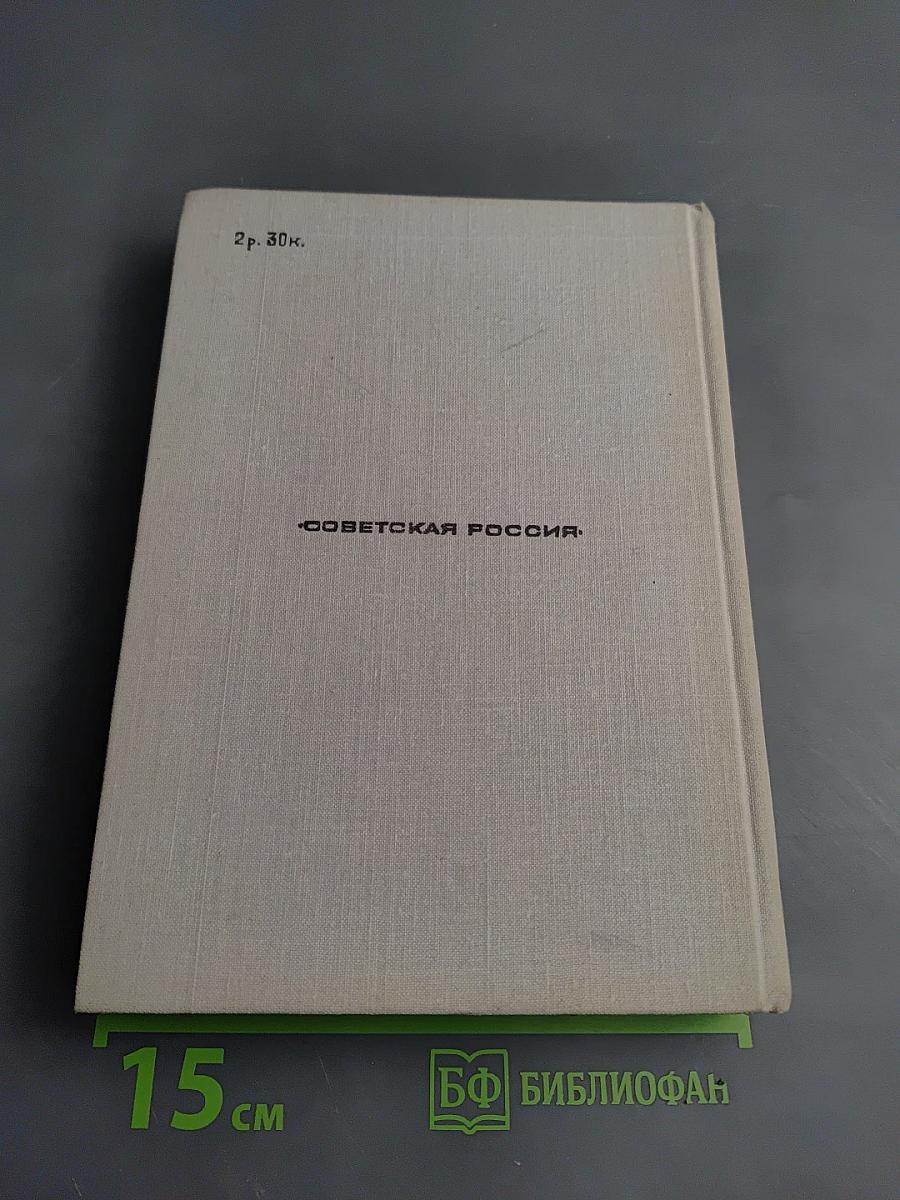 2р. 30к.
«СОВЕТСКАЯ РОССИЯ»
15 см
БФ БИБЛИОФАН